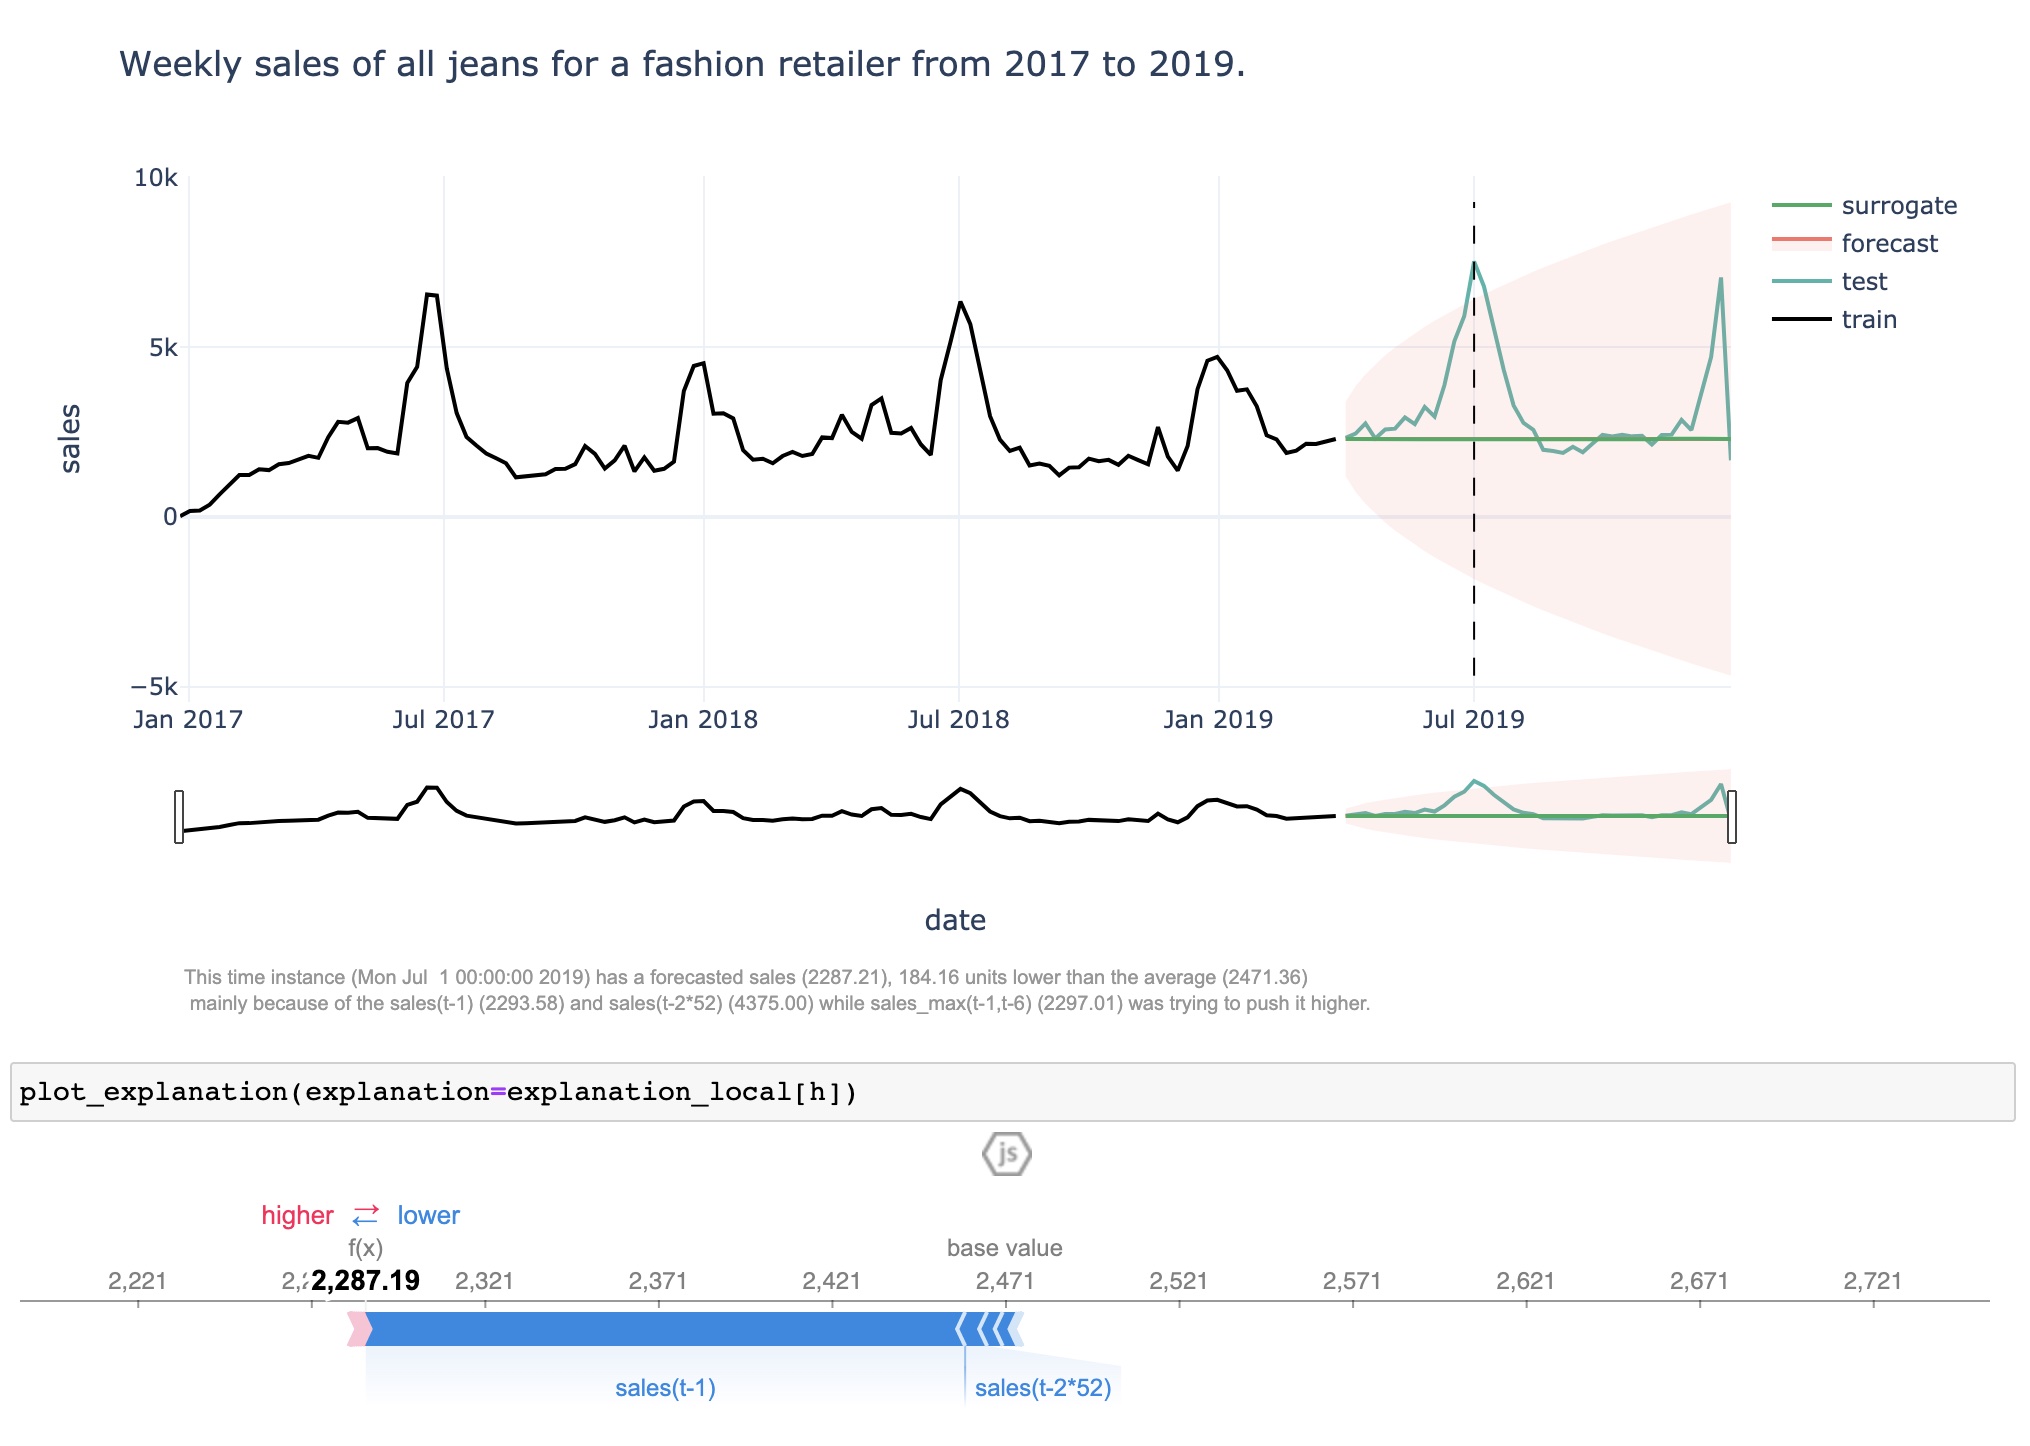 Weekly sales of all jeans for a fashion retailer from 2017 to 2019.
10k
5k
0
−5k
sales
surrogate
forecast
test
train
Jan 2017 Jul 2017 Jan 2018 Jul 2018 Jan 2019 Jul 2019
date
This time instance (Mon Jul  1 00:00:00 2019) has a forecasted sales (2287.21), 184.16 units lower than the average (2471.36)
mainly because of the sales(t-1) (2293.58) and sales(t-2*52) (4375.00) while sales_max(t-1,t-6) (2297.01) was trying to push it higher.
plot_explanation(explanation=explanation_local[h])
js
higher ⇄ lower
f(x) base value
2,221 2,287.19 2,321 2,371 2,421 2,471 2,521 2,571 2,621 2,671 2,721
sales(t-1) sales(t-2*52)